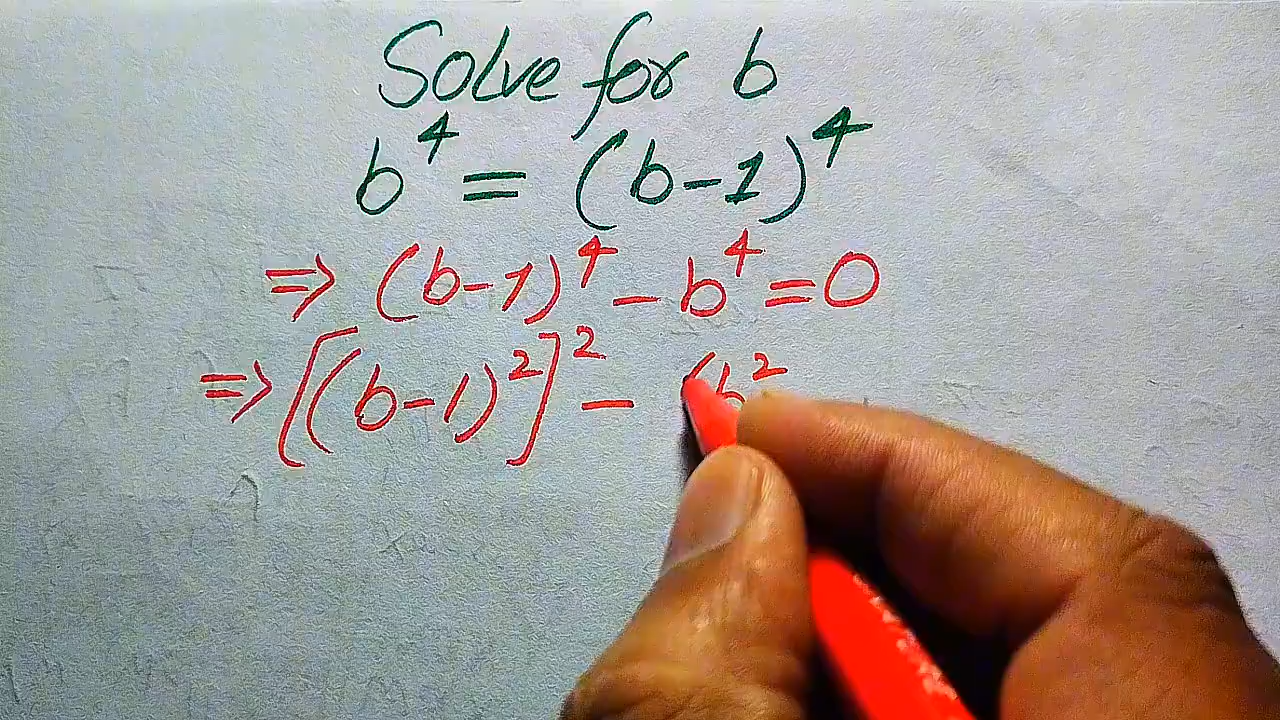 Solve for b
b⁴ = (b-1)⁴
⇒ (b-1)⁴ - b⁴ = 0
⇒ [(b-1)²]² - (b²